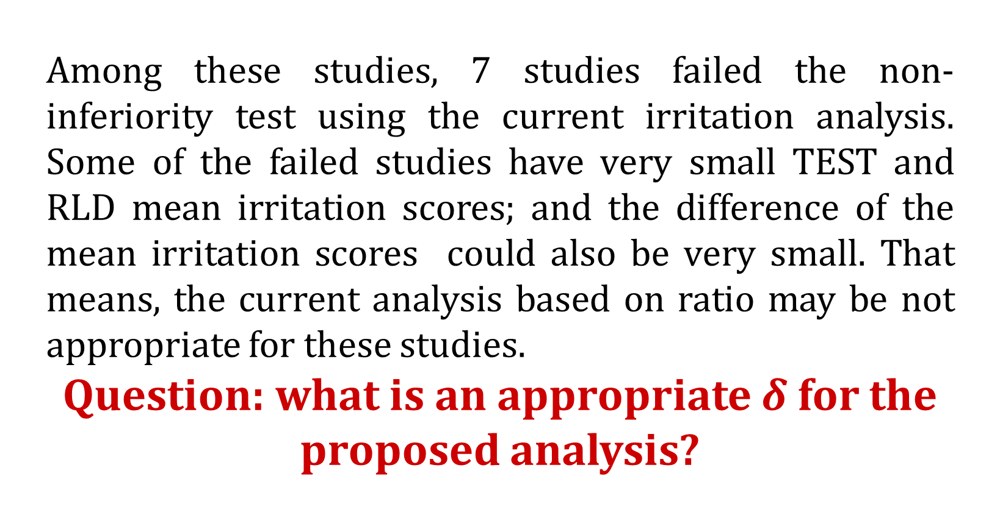 Among these studies, 7 studies failed the non-
inferiority test using the current irritation analysis.
Some of the failed studies have very small TEST and
RLD mean irritation scores; and the difference of the
mean irritation scores could also be very small. That
means, the current analysis based on ratio may be not
appropriate for these studies.
Question: what is an appropriate δ for the
proposed analysis?